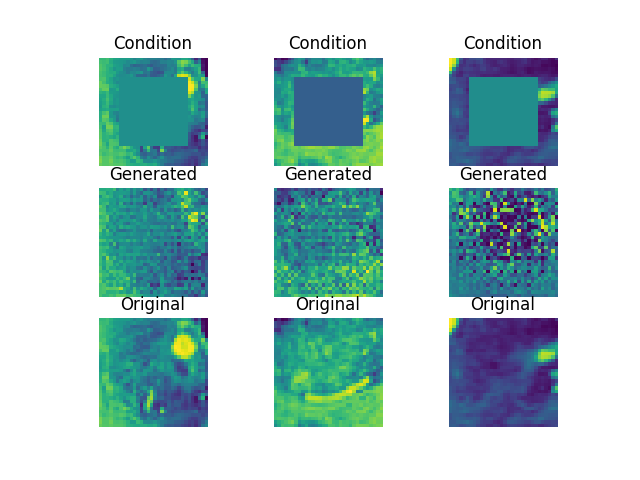 Condition Condition Condition
Generated Generated Generated
Original Original Original